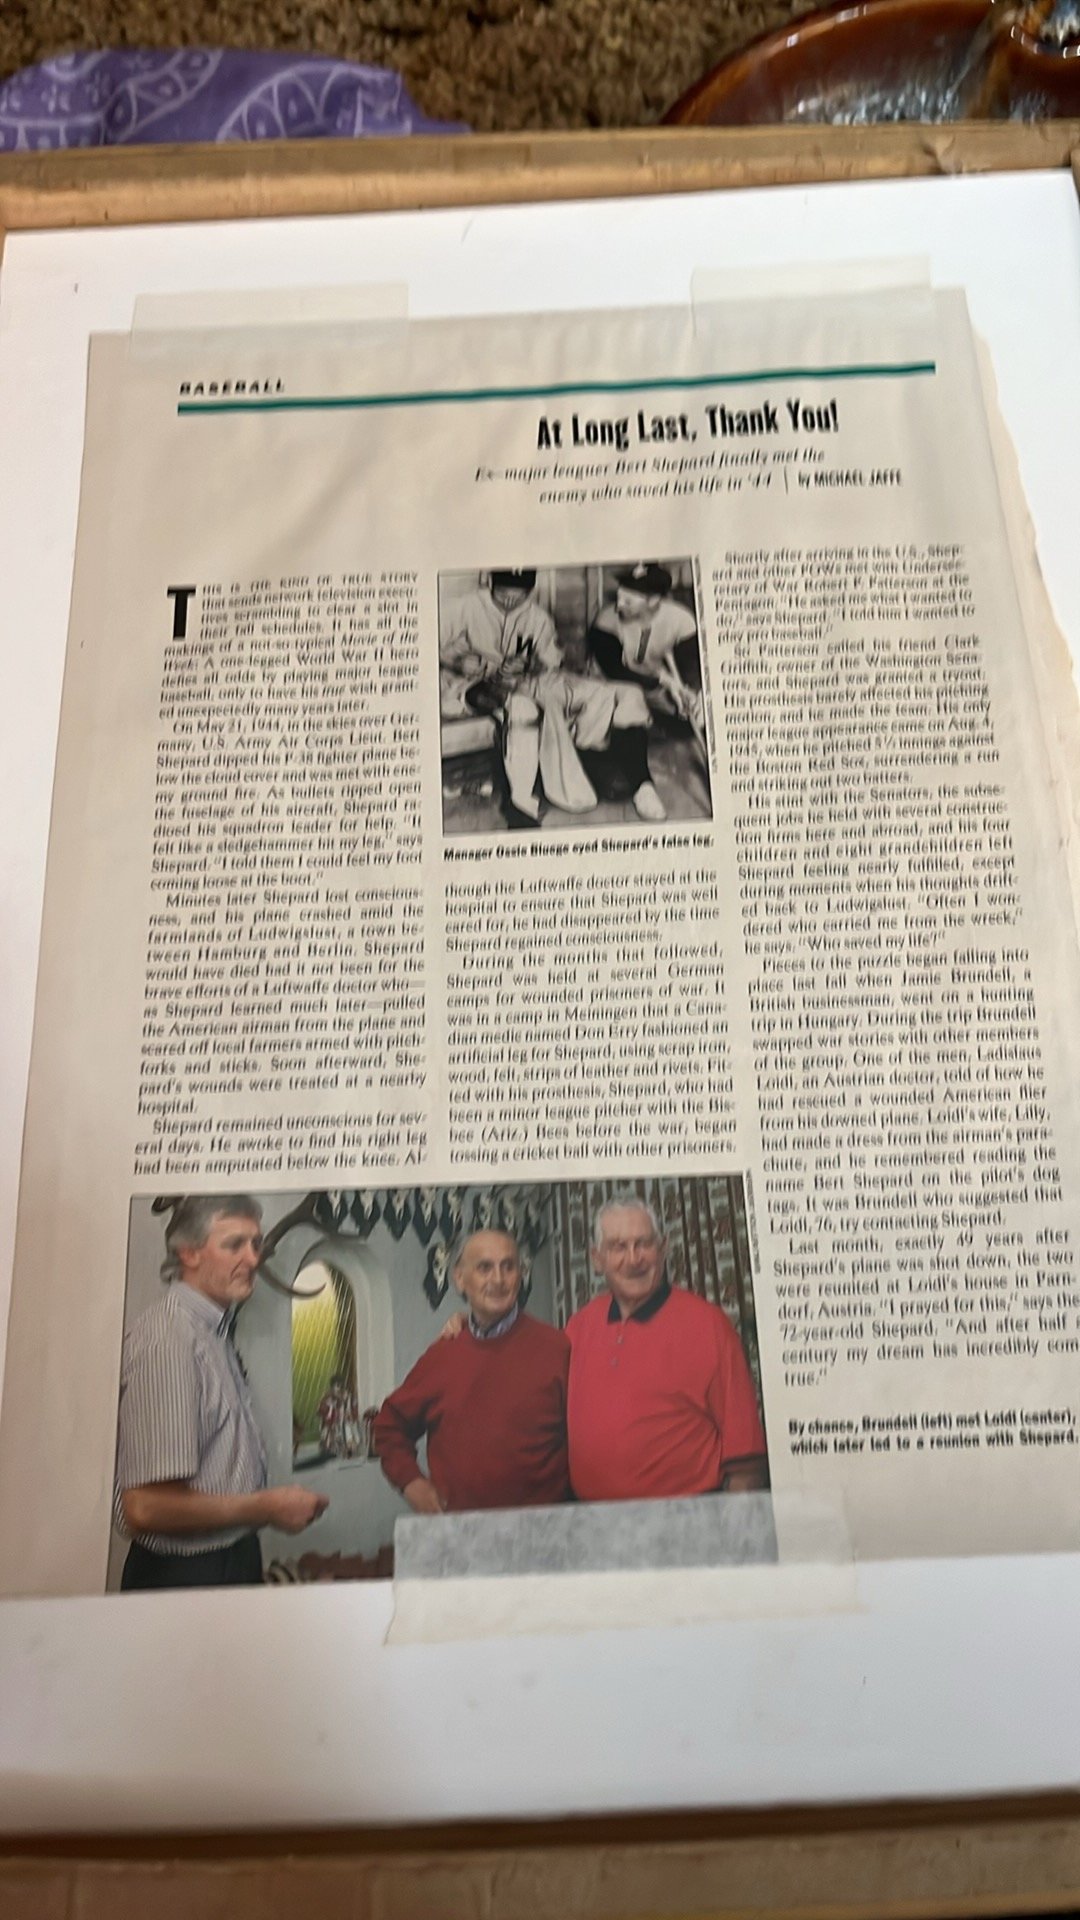 BASEBALL
At Long Last, Thank You!
Ex-major leaguer Bert Shepard finally met the
enemy who saved his life in '44 | by MICHAEL JAFFE
THIS IS THE KIND OF TRUE STORY
that sends network television execu-
tives scrambling to clear a slot in
their fall schedules. It has all the
makings of a not-so-typical Movie of the
Week: A one-legged World War II hero
defies all odds by playing major league
baseball, only to have his true wish grant-
ed unexpectedly many years later.
On May 21, 1944, in the skies over Ger-
many, U.S. Army Air Corps Lieut. Bert
Shepard dipped his P-38 fighter plane be-
low the cloud cover and was met with ene-
my ground fire. As bullets ripped open
the fuselage of his aircraft, Shepard ra-
dioed his squadron leader for help. "It
felt like a sledgehammer hit my leg," says
Shepard. "I told them I could feel my foot
coming loose at the boot."
Minutes later Shepard lost conscious-
ness, and his plane crashed amid the
farmlands of Ludwigslust, a town be-
tween Hamburg and Berlin. Shepard
would have died had it not been for the
brave efforts of a Luftwaffe doctor who—
as Shepard learned much later—pulled
the American airman from the plane and
scared off local farmers armed with pitch-
forks and sticks. Soon afterward, She-
pard's wounds were treated at a nearby
hospital.
Shepard remained unconscious for sev-
eral days. He awoke to find his right leg
had been amputated below the knee. Al-
Manager Ossie Bluege eyed Shepard's false leg.
though the Luftwaffe doctor stayed at the
hospital to ensure that Shepard was well
cared for, he had disappeared by the time
Shepard regained consciousness.
During the months that followed,
Shepard was held at several German
camps for wounded prisoners of war. It
was in a camp in Meiningen that a Cana-
dian medic named Don Erry fashioned an
artificial leg for Shepard, using scrap iron,
wood, felt, strips of leather and rivets. Fit-
ted with his prosthesis, Shepard, who had
been a minor league pitcher with the Bis-
bee (Ariz.) Bees before the war, began
tossing a cricket ball with other prisoners.
Shortly after arriving in the U.S., Shep-
ard and other POWs met with Undersec-
retary of War Robert P. Patterson at the
Pentagon. "He asked me what I wanted to
do," says Shepard. "I told him I wanted to
play pro baseball."
So Patterson called his friend Clark
Griffith, owner of the Washington Sena-
tors, and Shepard was granted a tryout.
His prosthesis barely affected his pitching
motion, and he made the team. His only
major league appearance came on Aug. 4,
1945, when he pitched 5⅓ innings against
the Boston Red Sox, surrendering a run
and striking out two batters.
His stint with the Senators, the subse-
quent jobs he held with several construc-
tion firms here and abroad, and his four
children and eight grandchildren left
Shepard feeling nearly fulfilled, except
during moments when his thoughts drift-
ed back to Ludwigslust. "Often I won-
dered who carried me from the wreck,"
he says. "Who saved my life?"
Pieces to the puzzle began falling into
place last fall when Jamie Brundell, a
British businessman, went on a hunting
trip in Hungary. During the trip Brundell
swapped war stories with other members
of the group. One of the men, Ladislaus
Loidl, an Austrian doctor, told of how he
had rescued a wounded American flier
from his downed plane. Loidl's wife, Lilly,
had made a dress from the airman's para-
chute, and he remembered reading the
name Bert Shepard on the pilot's dog
tags. It was Brundell who suggested that
Loidl, 76, try contacting Shepard.
Last month, exactly 49 years after
Shepard's plane was shot down, the two
were reunited at Loidl's house in Parn-
dorf, Austria. "I prayed for this," says the
72-year-old Shepard. "And after half a
century my dream has incredibly com
true."
By chance, Brundell (left) met Loidl (center),
which later led to a reunion with Shepard.